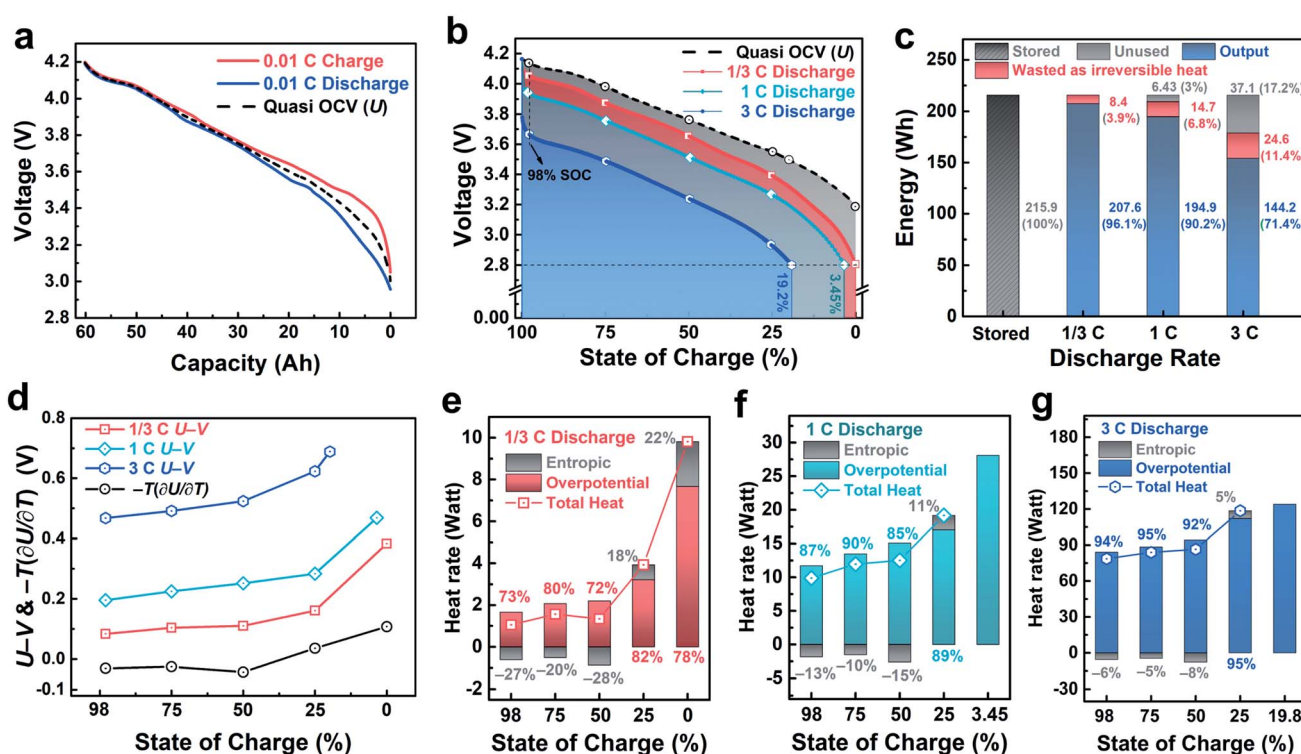 a
0.01 C Charge
0.01 C Discharge
Quasi OCV (U)
4.2
4.0
3.8
3.6
3.4
3.2
3.0
2.8
Voltage (V)
60 50 40 30 20 10 0
Capacity (Ah)
b
Quasi OCV (U)
1/3 C Discharge
1 C Discharge
3 C Discharge
4.2
4.0
3.8
3.6
3.4
3.2
3.0
2.8
0.00
Voltage (V)
98% SOC
19.2%
3.45%
100 75 50 25 0
State of Charge (%)
c
Stored Unused Output
Wasted as irreversible heat
250
200
150
100
50
0
Energy (Wh)
6.43 (3%) 37.1 (17.2%)
8.4
(3.9%)
14.7
(6.8%)
24.6
(11.4%)
215.9
(100%)
207.6
(96.1%)
194.9
(90.2%)
144.2
(71.4%)
Stored 1/3 C 1 C 3 C
Discharge Rate
d
1/3 C U–V
1 C U–V
3 C U–V
–T(∂U/∂T)
0.8
0.6
0.4
0.2
0.0
-0.1
U–V & –T(∂U/∂T) (V)
98 75 50 25 0
State of Charge (%)
e
1/3 C Discharge
Entropic
Overpotential
Total Heat
10
8
6
4
2
0
-2
Heat rate (Watt)
22%
18%
73% 80% 72%
–27% –20% –28% 82% 78%
98 75 50 25 0
State of Charge (%)
f
1 C Discharge
Entropic
Overpotential
Total Heat
30
25
20
15
10
5
0
-5
Heat rate (Watt)
11%
87% 90% 85%
–13% –10% –15% 89%
98 75 50 25 3.45
State of Charge (%)
g
3 C Discharge
Entropic
Overpotential
Total Heat
180
150
120
90
60
30
0
-30
Heat rate (Watt)
5%
94% 95% 92%
–6% –5% –8% 95%
98 75 50 25 19.8
State of Charge (%)